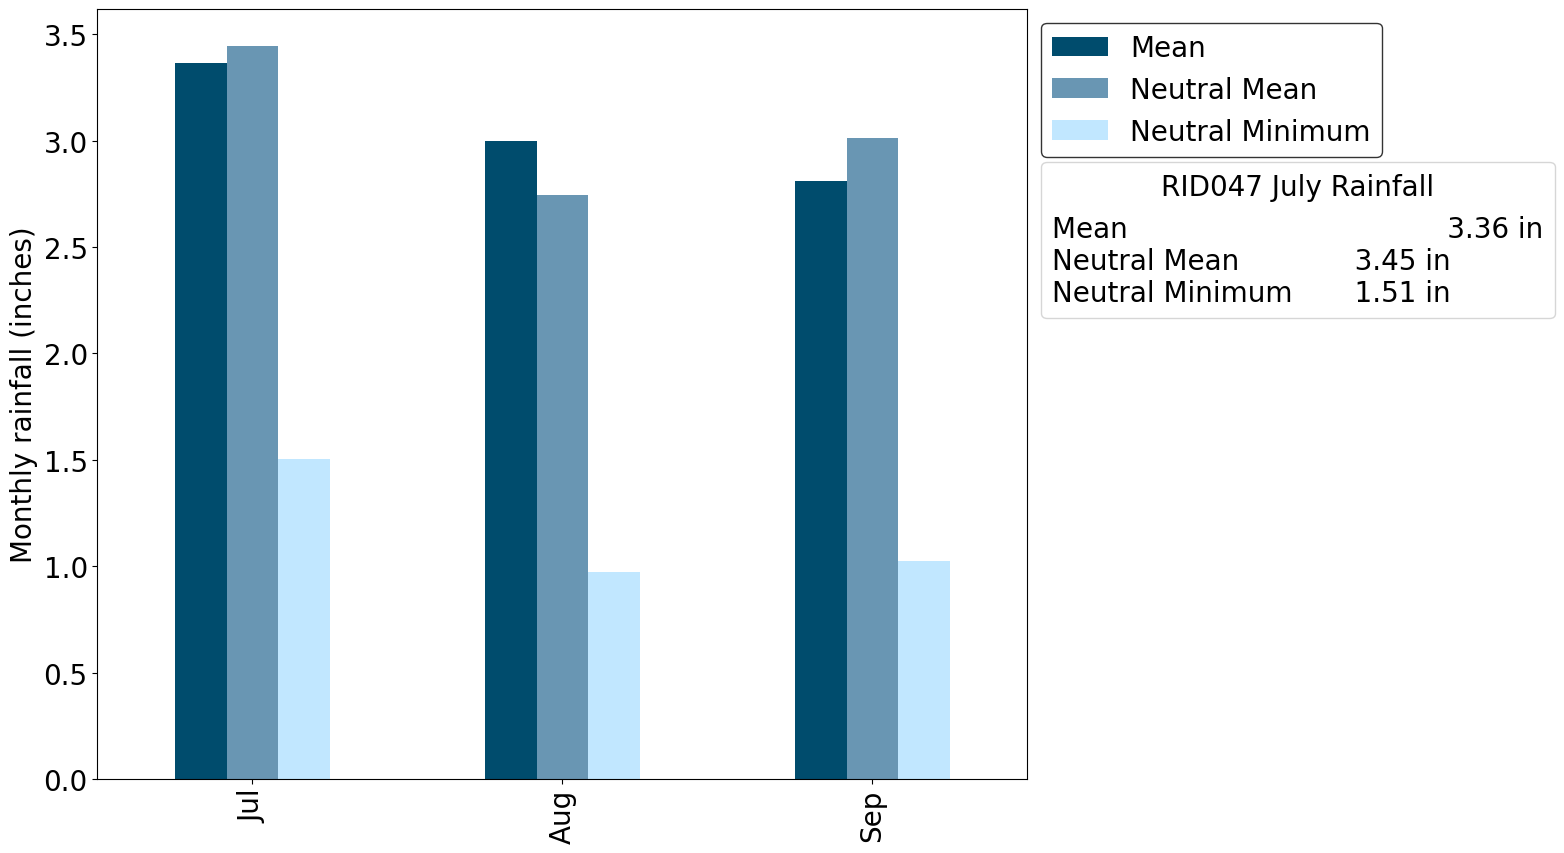 Monthly rainfall (inches)
3.5
3.0
2.5
2.0
1.5
1.0
0.5
0.0
Jul
Aug
Sep
Mean
Neutral Mean
Neutral Minimum
RID047 July Rainfall
Mean 3.36 in
Neutral Mean 3.45 in
Neutral Minimum 1.51 in